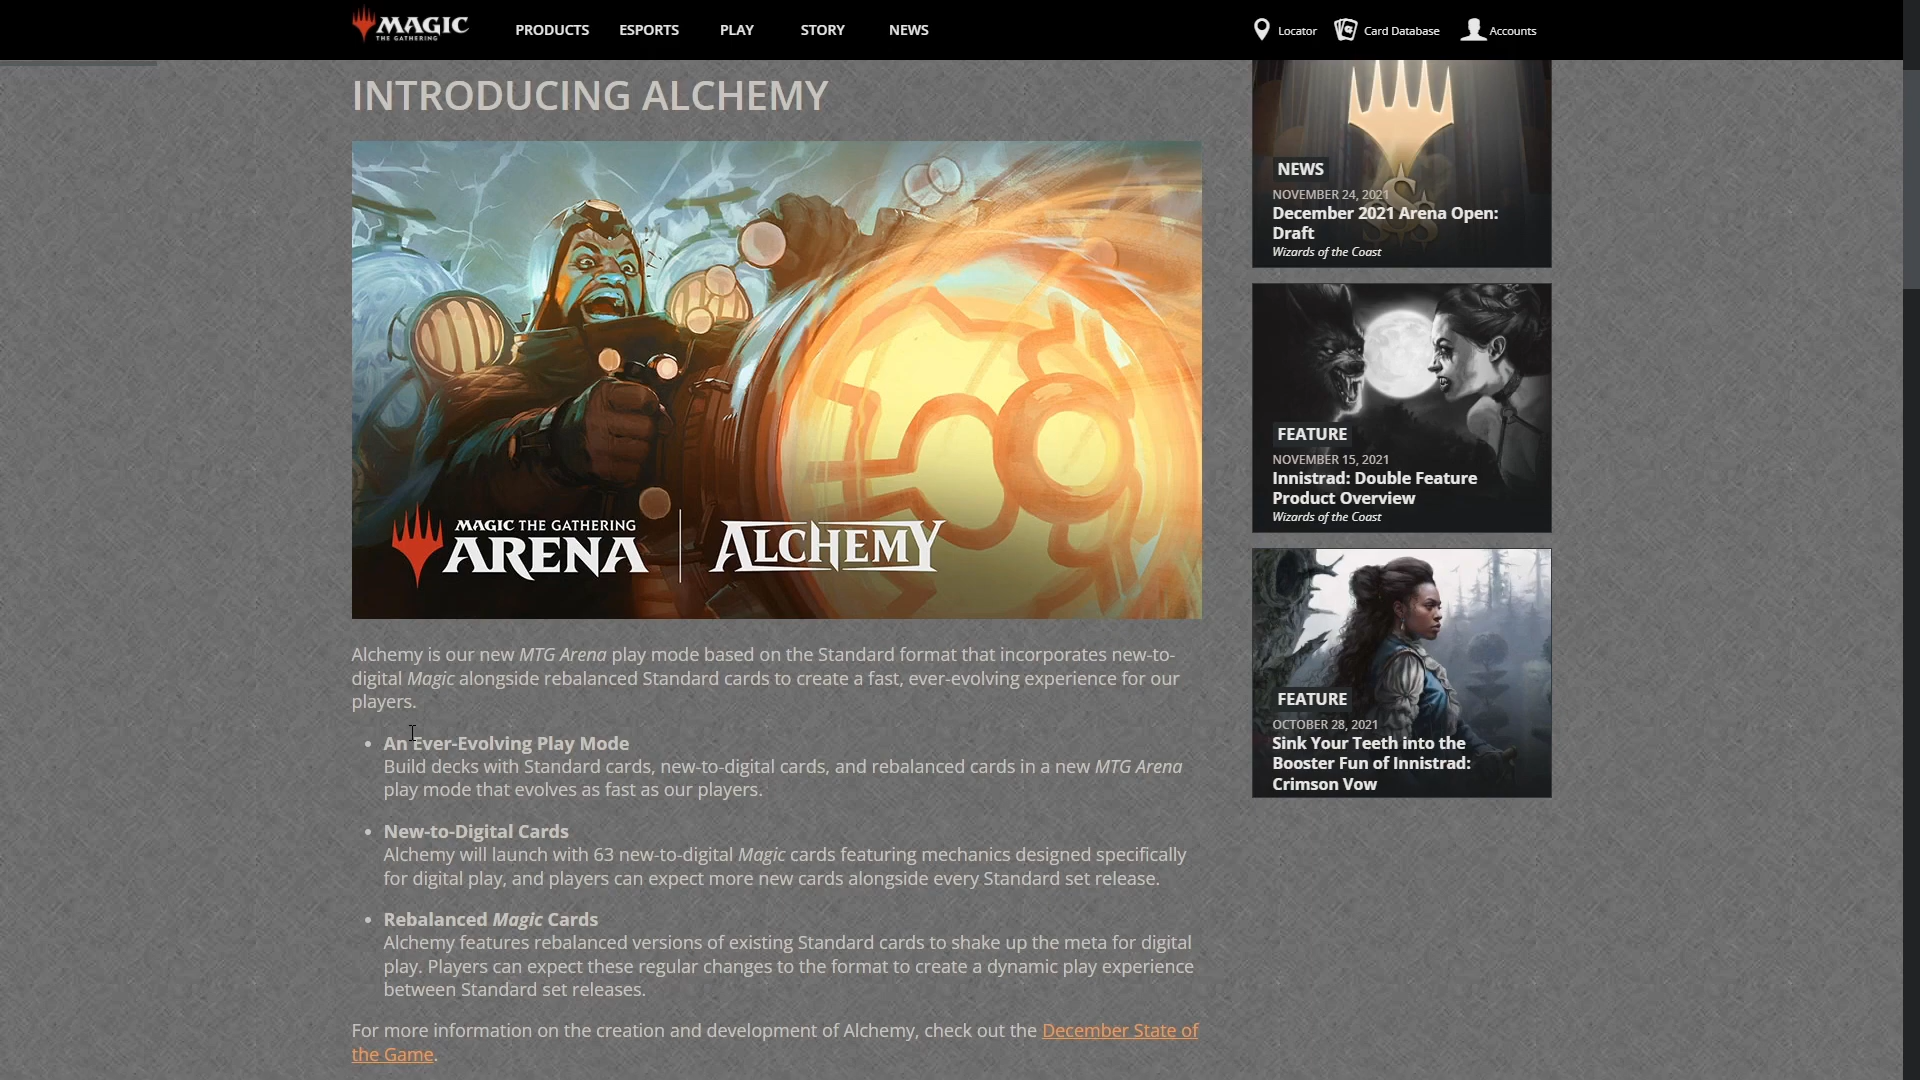 MAGIC
THE GATHERING
PRODUCTS
ESPORTS
PLAY
STORY
NEWS
Locator
Card Database
Accounts
INTRODUCING ALCHEMY
MAGIC THE GATHERING
ARENA
ALCHEMY
Alchemy is our new MTG Arena play mode based on the Standard format that incorporates new-to-
digital Magic alongside rebalanced Standard cards to create a fast, ever-evolving experience for our
players.
• An Ever-Evolving Play Mode
Build decks with Standard cards, new-to-digital cards, and rebalanced cards in a new MTG Arena
play mode that evolves as fast as our players.
• New-to-Digital Cards
Alchemy will launch with 63 new-to-digital Magic cards featuring mechanics designed specifically
for digital play, and players can expect more new cards alongside every Standard set release.
• Rebalanced Magic Cards
Alchemy features rebalanced versions of existing Standard cards to shake up the meta for digital
play. Players can expect these regular changes to the format to create a dynamic play experience
between Standard set releases.
For more information on the creation and development of Alchemy, check out the December State of
the Game.
NEWS
NOVEMBER 24, 2021
December 2021 Arena Open:
Draft
Wizards of the Coast
FEATURE
NOVEMBER 15, 2021
Innistrad: Double Feature
Product Overview
Wizards of the Coast
FEATURE
OCTOBER 28, 2021
Sink Your Teeth into the
Booster Fun of Innistrad:
Crimson Vow